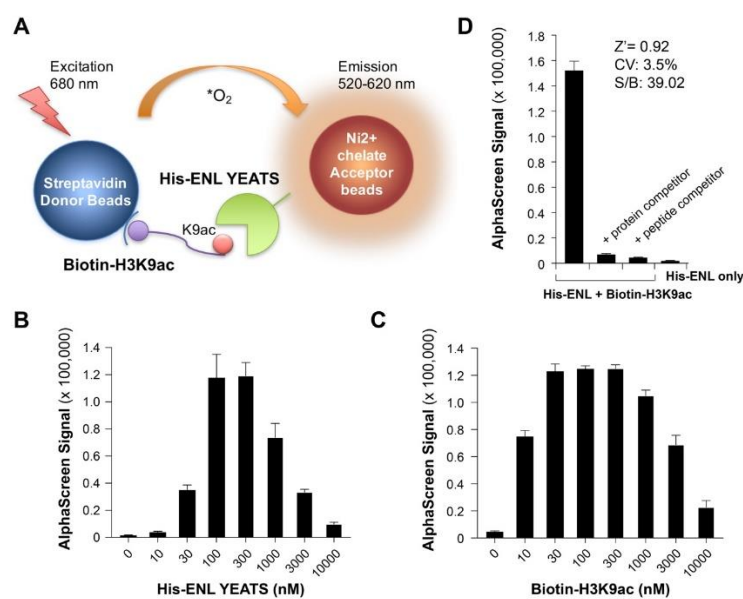 A
Excitation
680 nm
*O2
Emission
520-620 nm
Streptavidin
Donor Beads
His-ENL YEATS
Ni2+
chelate
Acceptor
beads
K9ac
Biotin-H3K9ac
D
AlphaScreen Signal (x 100,000)
1.8
1.6
1.4
1.2
1.0
0.8
0.6
0.4
0.2
0
Z'= 0.92
CV: 3.5%
S/B: 39.02
+ protein competitor
+ peptide competitor
His-ENL only
His-ENL + Biotin-H3K9ac
B
AlphaScreen Signal (x 100,000)
1.4
1.2
1.0
0.8
0.6
0.4
0.2
0
0 10 30 100 300 1000 3000 10000
His-ENL YEATS (nM)
C
AlphaScreen Signal (x 100,000)
1.4
1.2
1.0
0.8
0.6
0.4
0.2
0
0 10 30 100 300 1000 3000 10000
Biotin-H3K9ac (nM)